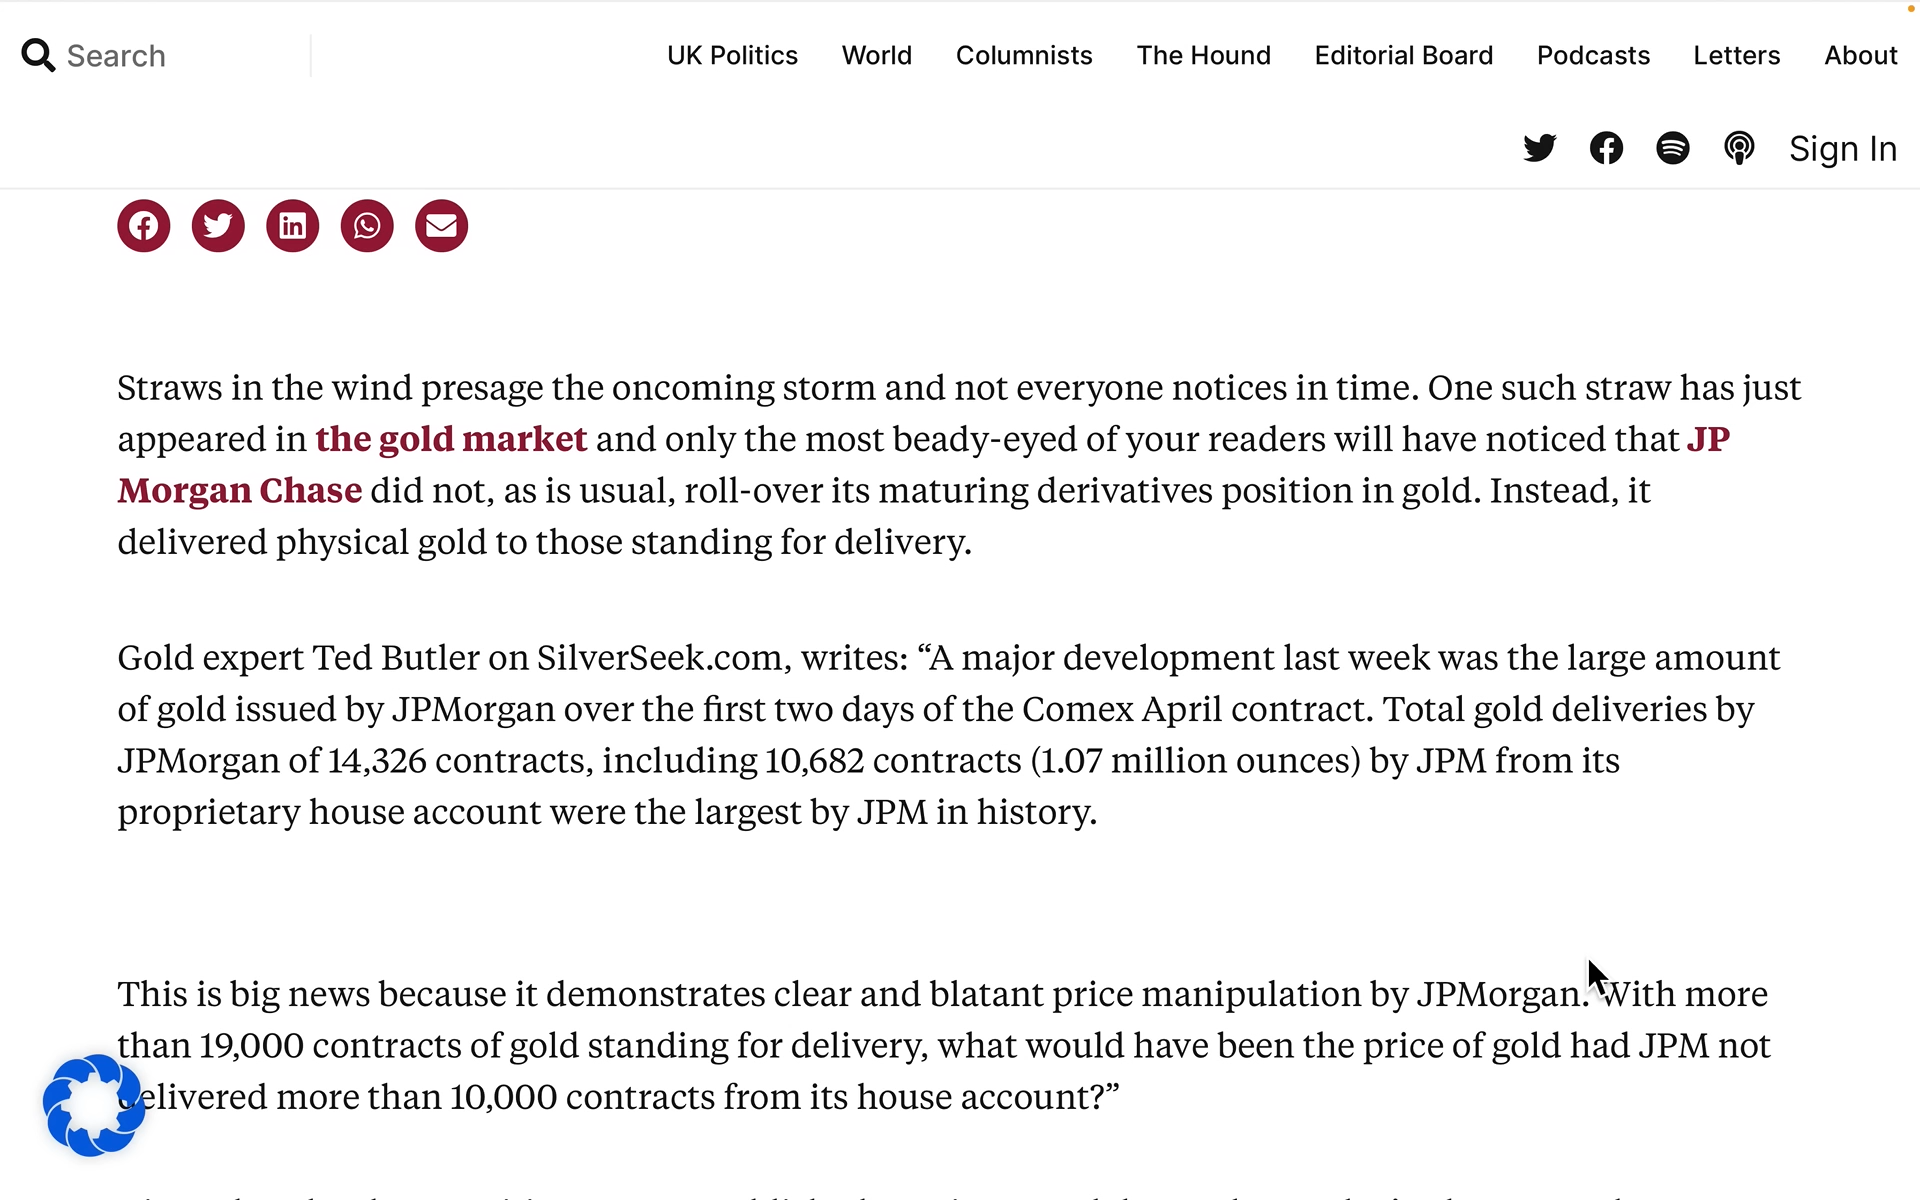 Search
UK Politics World Columnists The Hound Editorial Board Podcasts Letters About
Sign In
Straws in the wind presage the oncoming storm and not everyone notices in time. One such straw has just
appeared in the gold market and only the most beady-eyed of your readers will have noticed that JP
Morgan Chase did not, as is usual, roll-over its maturing derivatives position in gold. Instead, it
delivered physical gold to those standing for delivery.
Gold expert Ted Butler on SilverSeek.com, writes: “A major development last week was the large amount
of gold issued by JPMorgan over the first two days of the Comex April contract. Total gold deliveries by
JPMorgan of 14,326 contracts, including 10,682 contracts (1.07 million ounces) by JPM from its
proprietary house account were the largest by JPM in history.
This is big news because it demonstrates clear and blatant price manipulation by JPMorgan. With more
than 19,000 contracts of gold standing for delivery, what would have been the price of gold had JPM not
delivered more than 10,000 contracts from its house account?”